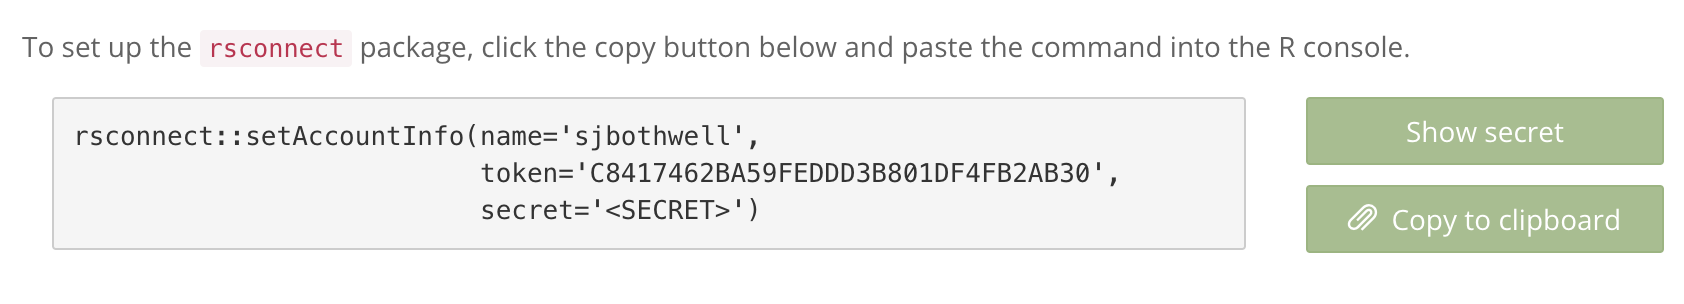 To set up the rsconnect package, click the copy button below and paste the command into the R console.
rsconnect::setAccountInfo(name='sjbothwell',
token='C8417462BA59FEDDD3B801DF4FB2AB30',
secret='<SECRET>')
Show secret
Copy to clipboard